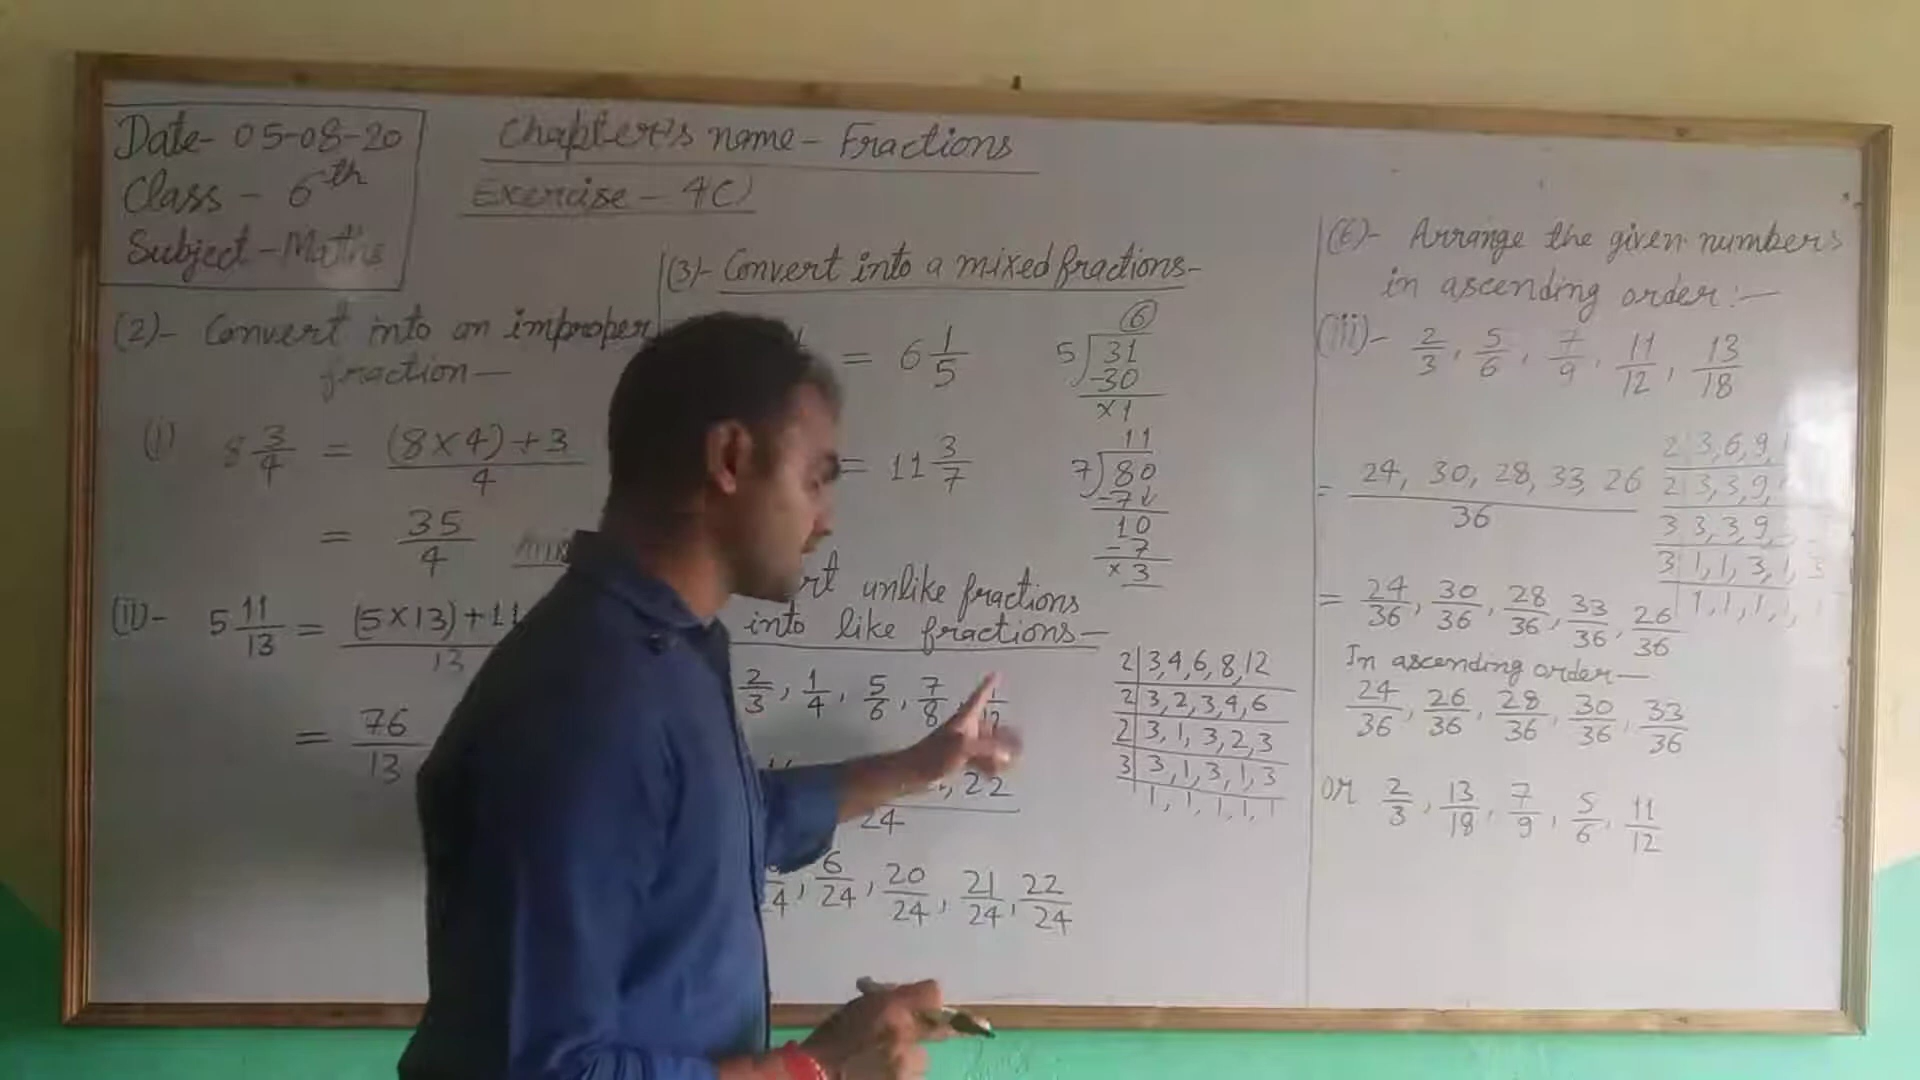 Date- 05-08-20
Class - 6th
Subject - Maths
Chapter's name - Fractions
Exercise - 4C)
(2)- Convert into an improper
fraction—
(i) 8 3/4 = (8×4)+3/4
= 35/4
(ii)- 5 11/13 = (5×13)+11/13
= 76/13
(3)- Convert into a mixed fractions-
= 6 1/5
6
5 31
-30
×1
= 11 3/7
11
7 80
-7↓
10
-7
×3
unlike fractions
into like fractions—
2/3, 1/4, 5/6, 7/8,
, 22
24
6/24, 20/24, 21/24, 22/24
2 | 3,4,6,8,12
2 | 3,2,3,4,6
2 | 3,1,3,2,3
3 | 3,1,3,1,3
1,1,1,1,1
(6)- Arrange the given numbers
in ascending order:—
(iii)- 2/3, 5/6, 7/9, 11/12, 13/18
= 24, 30, 28, 33, 26
36
2 | 3,6,9,
2 | 3,3,9,
3 | 3,3,9,
3 | 1,1,3,1,3
1,1,1,1,
= 24/36, 30/36, 28/36, 33/36, 26/36
In ascending order—
24/36, 26/36, 28/36, 30/36, 33/36
or 2/3, 13/18, 7/9, 5/6, 11/12